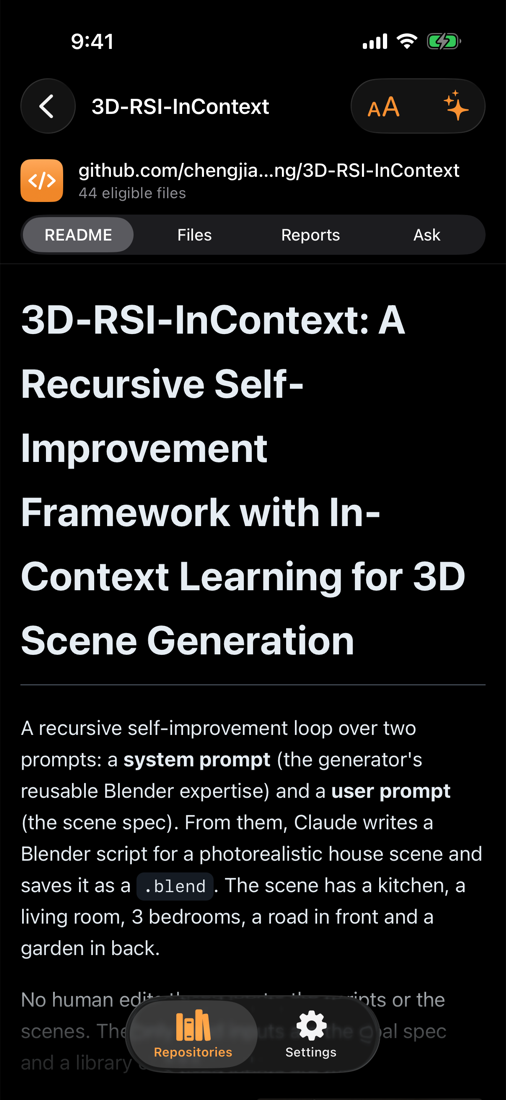 9:41
3D-RSI-InContext
AA
github.com/chengjia...ng/3D-RSI-InContext
44 eligible files
README Files Reports Ask
3D-RSI-InContext: A
Recursive Self-
Improvement
Framework with In-
Context Learning for 3D
Scene Generation
A recursive self-improvement loop over two
prompts: a system prompt (the generator's
reusable Blender expertise) and a user prompt
(the scene spec). From them, Claude writes a
Blender script for a photorealistic house scene and
saves it as a .blend. The scene has a kitchen, a
living room, 3 bedrooms, a road in front and a
garden in back.
No human edits the prompts, the scripts or the
scenes. The inputs are the goal spec
and a library
Repositories Settings